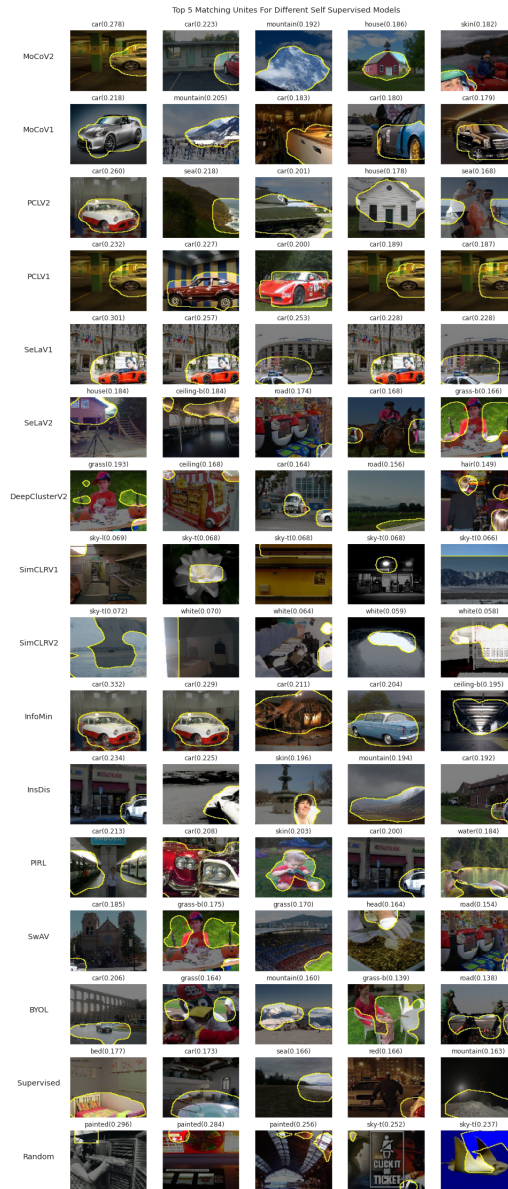 Top 5 Matching Unites For Different Self Supervised Models
car(0.278) car(0.223) mountain(0.192) house(0.186) skin(0.182)
MoCoV2
car(0.218) mountain(0.205) car(0.183) car(0.180) car(0.179)
MoCoV1
car(0.260) sea(0.218) car(0.201) house(0.178) sea(0.168)
PCLV2
car(0.232) car(0.227) car(0.200) car(0.189) car(0.187)
PCLV1
car(0.301) car(0.257) car(0.253) car(0.228) car(0.228)
SeLaV1
house(0.184) ceiling-b(0.184) road(0.174) car(0.168) grass-b(0.166)
SeLaV2
grass(0.193) ceiling(0.168) car(0.164) road(0.156) hair(0.149)
DeepClusterV2
sky-l(0.069) sky-t(0.068) sky-t(0.068) sky-t(0.068) sky-t(0.066)
SimCLRV1
sky-t(0.072) white(0.070) white(0.064) white(0.059) white(0.058)
SimCLRV2
car(0.332) car(0.229) car(0.211) car(0.204) ceiling-b(0.195)
InfoMin
car(0.234) car(0.225) skin(0.196) mountain(0.194) car(0.192)
InsDis
car(0.213) car(0.208) skin(0.203) car(0.200) water(0.184)
PIRL
car(0.185) grass-b(0.175) grass(0.170) head(0.164) road(0.154)
SwAV
car(0.206) grass(0.164) mountain(0.160) grass-b(0.139) road(0.138)
BYOL
bed(0.177) car(0.173) sea(0.166) red(0.166) mountain(0.163)
Supervised
painted(0.296) painted(0.284) painted(0.256) sky-t(0.252) sky-t(0.237)
Random
CLICK IT
OR
TICKET